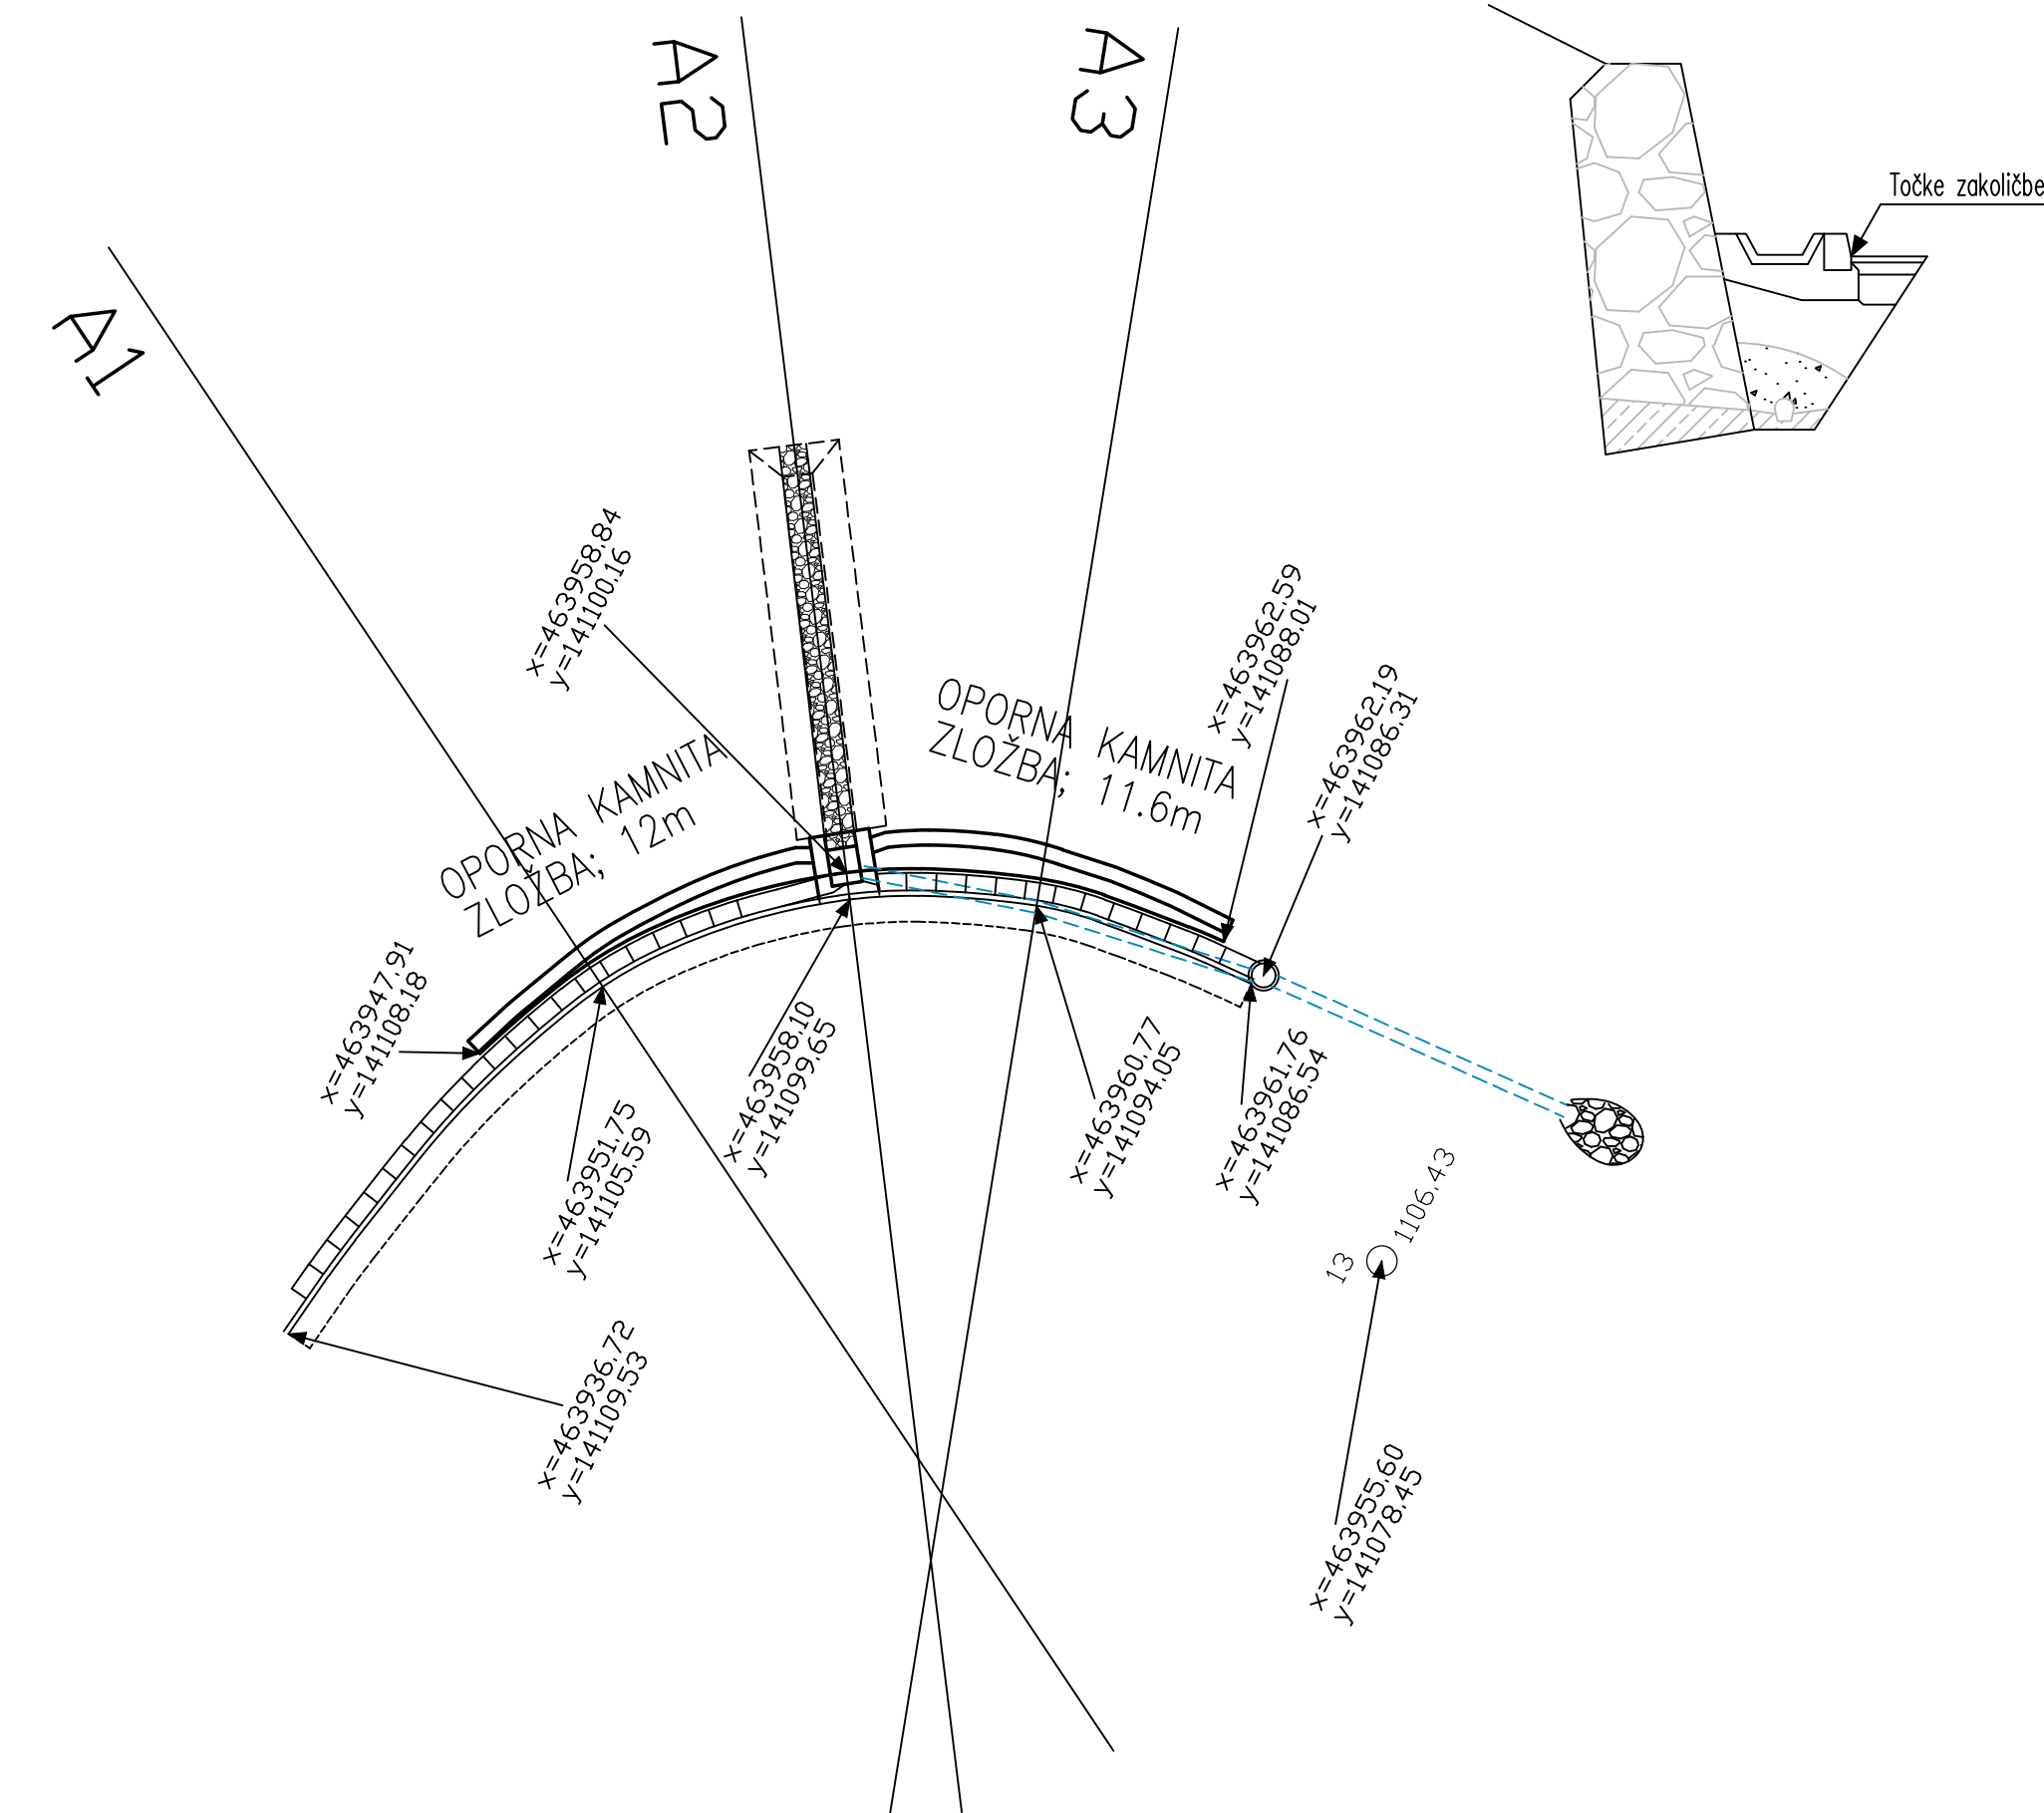 A1
A2
A3
Točke zakoličbe
x=463958.84
y=141100.16
OPORNA KAMNITA
ZLOŽBA; 12m
OPORNA KAMNITA
ZLOŽBA; 11.6m
x=463962.59
y=141088.01
x=463962.19
y=141086.31
x=463947.91
y=141108.18
x=463951.75
y=141105.59
x=463958.10
y=141099.65
x=463960.77
y=141094.05
x=463961.76
y=141086.54
13
1106.43
x=463936.72
y=141109.53
x=463955.60
y=141078.45